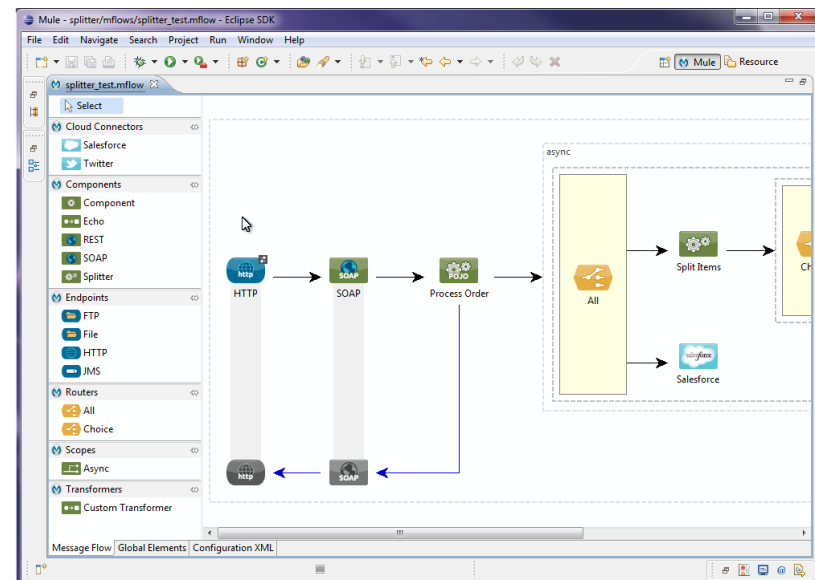 Mule - splitter/mflows/splitter_test.mflow - Eclipse SDK
File Edit Navigate Search Project Run Window Help
Mule Resource
splitter_test.mflow
Select
Cloud Connectors
Salesforce
Twitter
Components
Component
Echo
REST
SOAP
Splitter
Endpoints
FTP
File
HTTP
JMS
Routers
All
Choice
Scopes
Async
Transformers
Custom Transformer
async
http
HTTP
SOAP
SOAP
POJO
Process Order
All
Split Items
Ch
salesforce
Salesforce
http
SOAP
Message Flow Global Elements Configuration XML